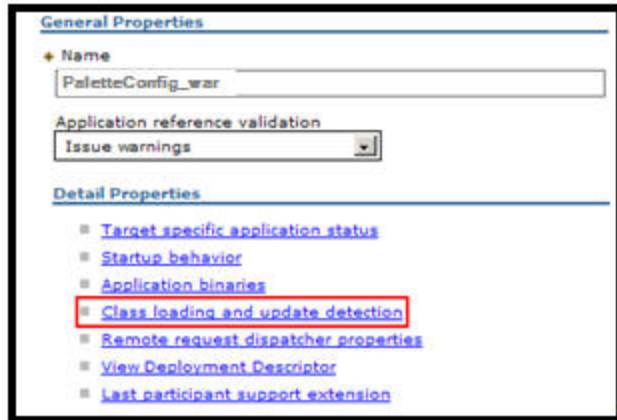 General Properties
Name
PaletteConfig_war
Application reference validation
Issue warnings
Detail Properties
Target specific application status
Startup behavior
Application binaries
Class loading and update detection
Remote request dispatcher properties
View Deployment Descriptor
Last participant support extension